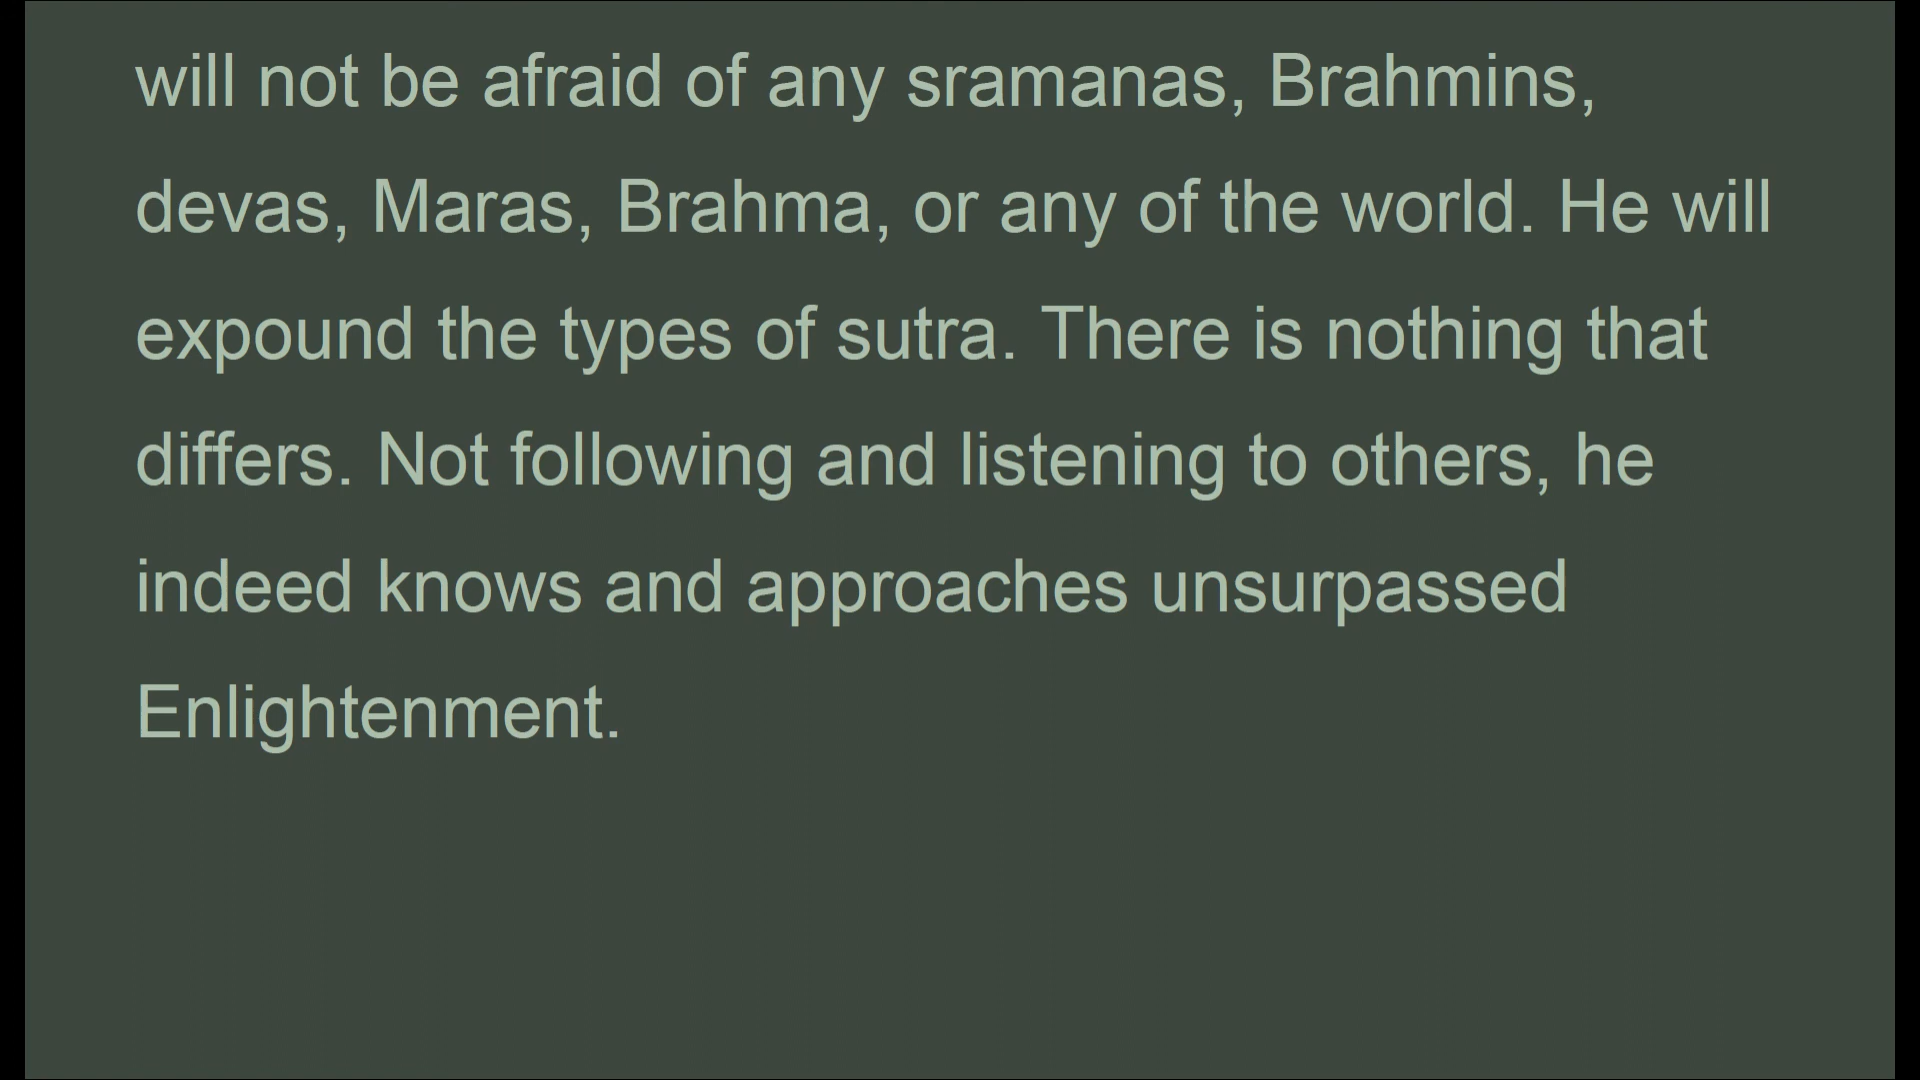 will not be afraid of any sramanas, Brahmins,
devas, Maras, Brahma, or any of the world. He will
expound the types of sutra. There is nothing that
differs. Not following and listening to others, he
indeed knows and approaches unsurpassed
Enlightenment.